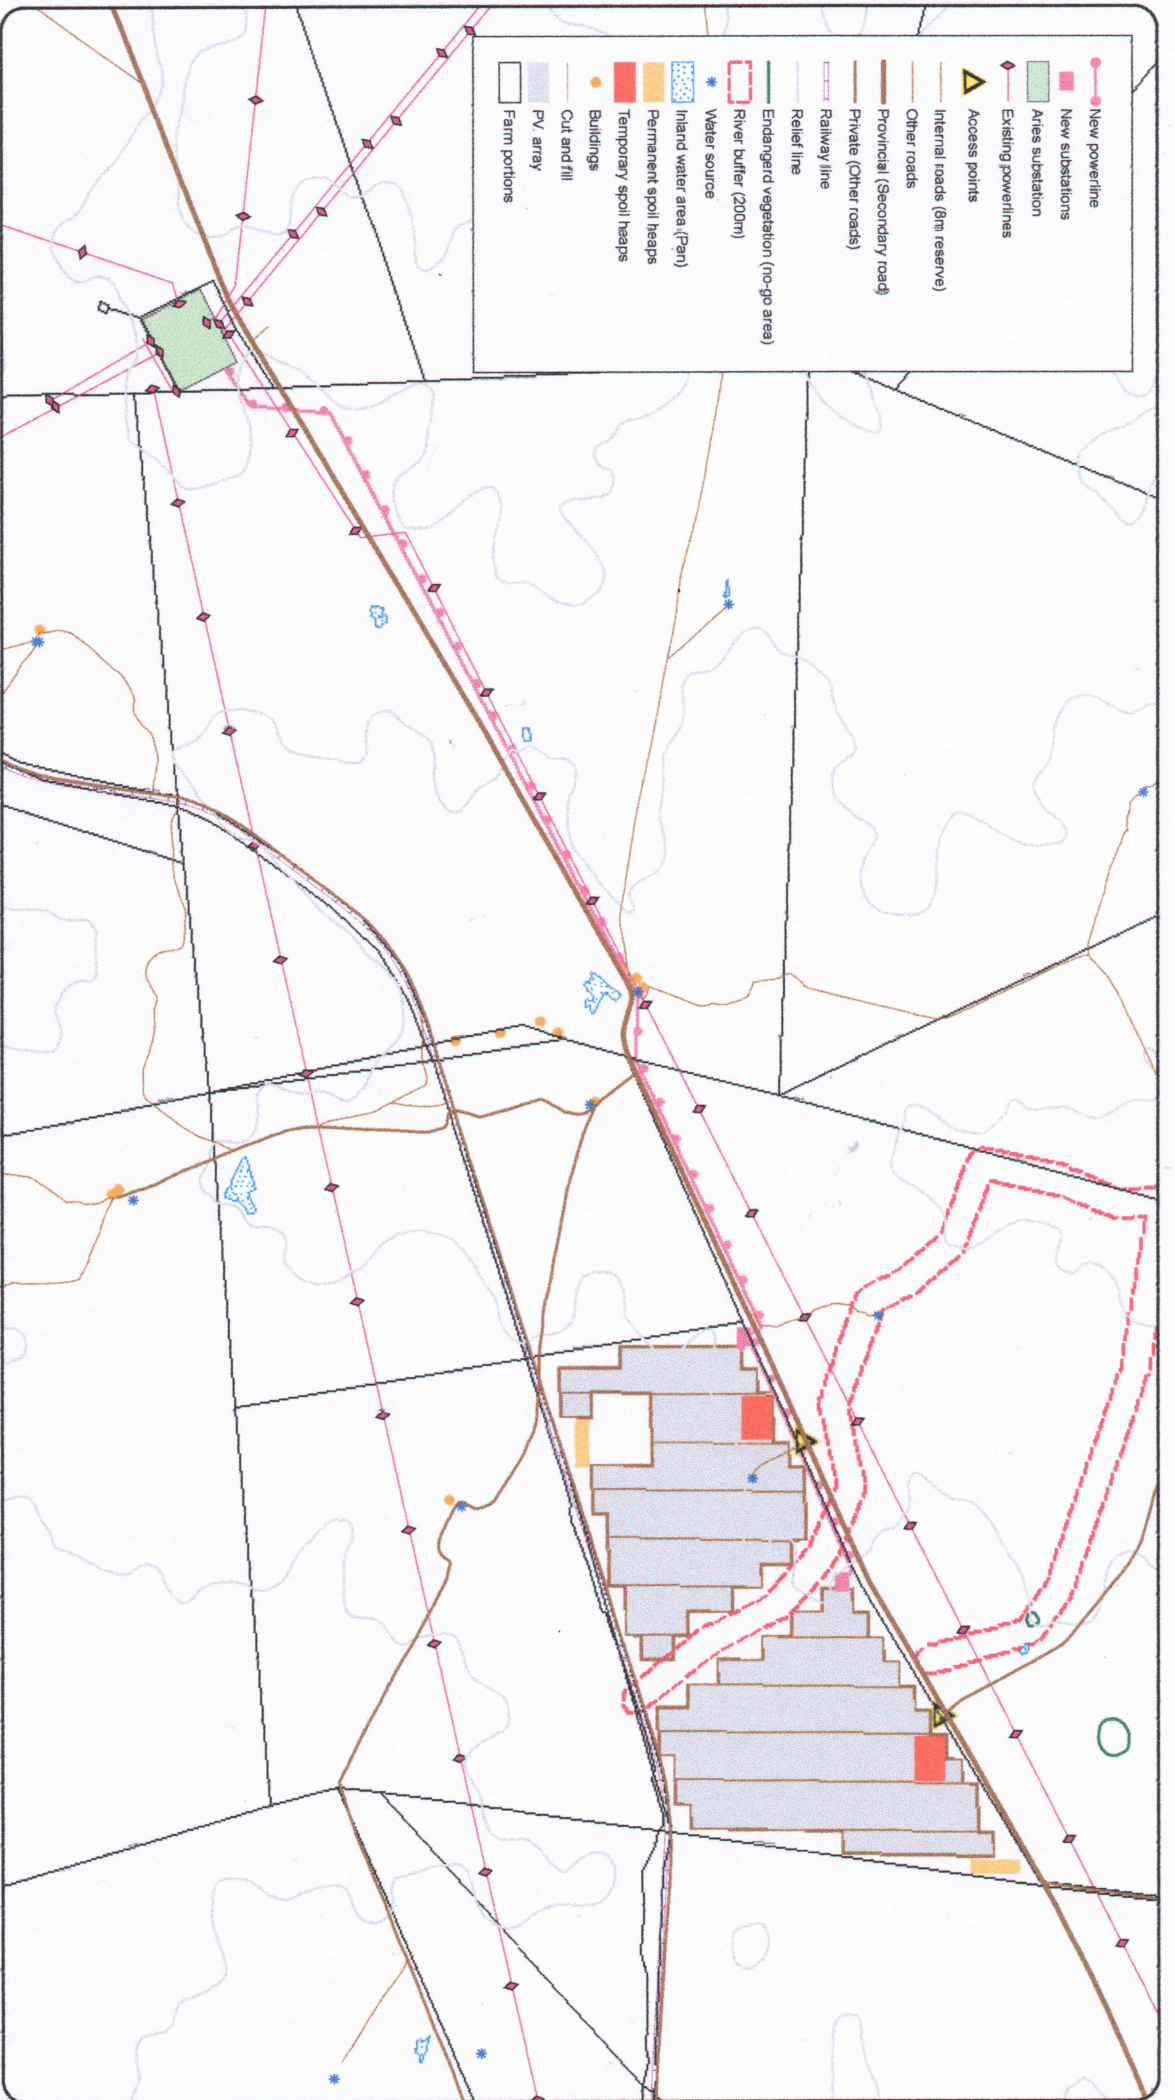 New powerline
New substations
Aries substation
Existing powerlines
Access points
Internal roads (8m reserve)
Other roads
Provincial (Secondary road)
Private (Other roads)
Railway line
Relief line
Endangerd vegetation (no-go area)
River buffer (200m)
Water source
Inland water area (Pan)
Permanent spoil heaps
Temporary spoil heaps
Buildings
Cut and fill
PV. array
Farm portions